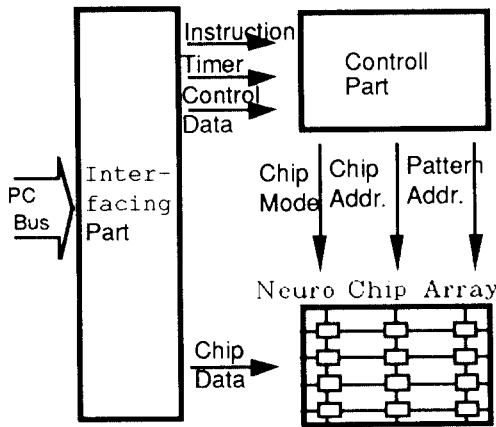 Instruction
Timer
Control
Data
Controll
Part
PC
Bus
Inter-
facing
Part
Chip
Mode
Chip
Addr.
Pattern
Addr.
Neuro Chip Array
Chip
Data